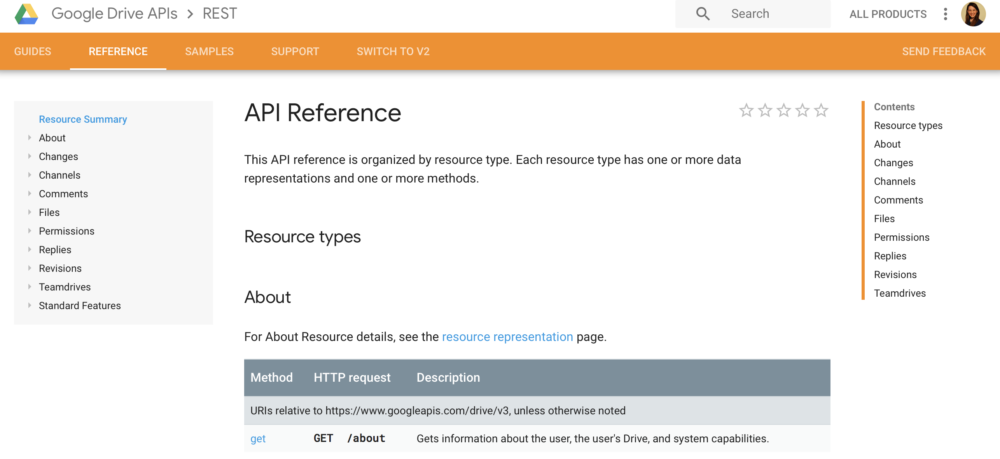 Google Drive APIs > REST
Search
ALL PRODUCTS
GUIDES
REFERENCE
SAMPLES
SUPPORT
SWITCH TO V2
SEND FEEDBACK
Resource Summary
About
Changes
Channels
Comments
Files
Permissions
Replies
Revisions
Teamdrives
Standard Features
API Reference
This API reference is organized by resource type. Each resource type has one or more data
representations and one or more methods.
Resource types
About
For About Resource details, see the resource representation page.
Method HTTP request Description
URIs relative to https://www.googleapis.com/drive/v3, unless otherwise noted
get GET /about Gets information about the user, the user's Drive, and system capabilities.
Contents
Resource types
About
Changes
Channels
Comments
Files
Permissions
Replies
Revisions
Teamdrives